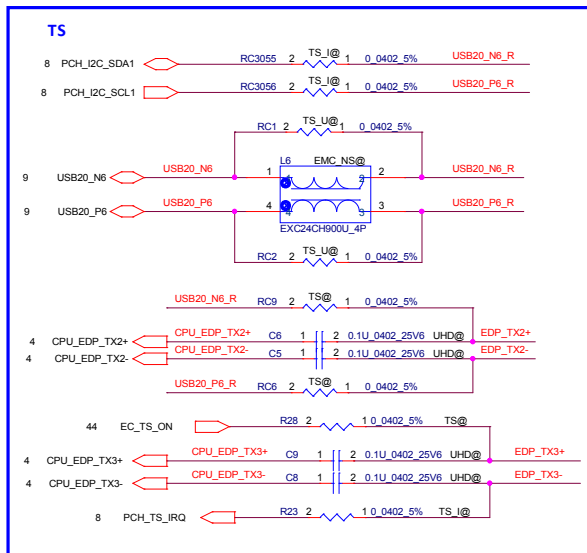 TS
8 PCH_I2C_SDA1 RC3055 2 TS_I@ 1 0_0402_5% USB20_N6_R
8 PCH_I2C_SCL1 RC3056 2 TS_I@ 1 0_0402_5% USB20_P6_R
RC1 2 TS_U@ 1 0_0402_5%
L6 EMC_NS@
9 USB20_N6 USB20_N6 1 1 2 2 USB20_N6_R
9 USB20_P6 USB20_P6 4 4 3 3 USB20_P6_R
EXC24CH900U_4P
RC2 2 TS_U@ 1 0_0402_5%
USB20_N6_R RC9 2 TS@ 1 0_0402_5%
4 CPU_EDP_TX2+ CPU_EDP_TX2+ C6 1 2 0.1U_0402_25V6 UHD@ EDP_TX2+
4 CPU_EDP_TX2- CPU_EDP_TX2- C5 1 2 0.1U_0402_25V6 UHD@ EDP_TX2-
USB20_P6_R RC6 2 TS@ 1 0_0402_5%
44 EC_TS_ON R28 2 1 0_0402_5% TS@
4 CPU_EDP_TX3+ CPU_EDP_TX3+ C9 1 2 0.1U_0402_25V6 UHD@ EDP_TX3+
4 CPU_EDP_TX3- CPU_EDP_TX3- C8 1 2 0.1U_0402_25V6 UHD@ EDP_TX3-
8 PCH_TS_IRQ R23 2 1 0_0402_5% TS_I@